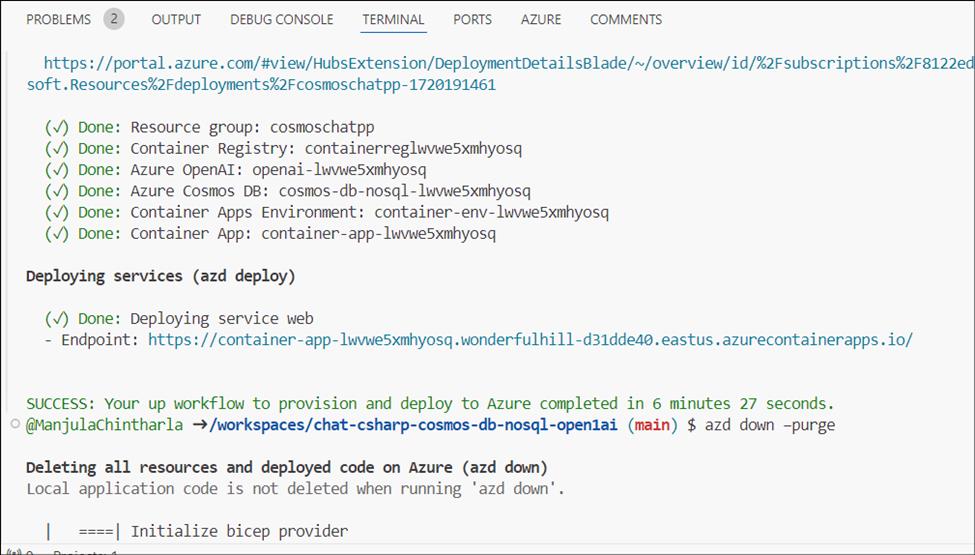 PROBLEMS 2 OUTPUT DEBUG CONSOLE TERMINAL PORTS AZURE COMMENTS
https://portal.azure.com/#view/HubsExtension/DeploymentDetailsBlade/~/overview/id/%2Fsubscriptions%2F8122ed
soft.Resources%2Fdeployments%2Fcosmoschatpp-1720191461
(✓) Done: Resource group: cosmoschatpp
(✓) Done: Container Registry: containerreglwvwe5xmhyosq
(✓) Done: Azure OpenAI: openai-lwvwe5xmhyosq
(✓) Done: Azure Cosmos DB: cosmos-db-nosql-lwvwe5xmhyosq
(✓) Done: Container Apps Environment: container-env-lwvwe5xmhyosq
(✓) Done: Container App: container-app-lwvwe5xmhyosq
Deploying services (azd deploy)
(✓) Done: Deploying service web
- Endpoint: https://container-app-lwvwe5xmhyosq.wonderfulhill-d31dde40.eastus.azurecontainerapps.io/
SUCCESS: Your up workflow to provision and deploy to Azure completed in 6 minutes 27 seconds.
@ManjulaChintharla ➜/workspaces/chat-csharp-cosmos-db-nosql-open1ai (main) $ azd down –purge
Deleting all resources and deployed code on Azure (azd down)
Local application code is not deleted when running 'azd down'.
| ====| Initialize bicep provider